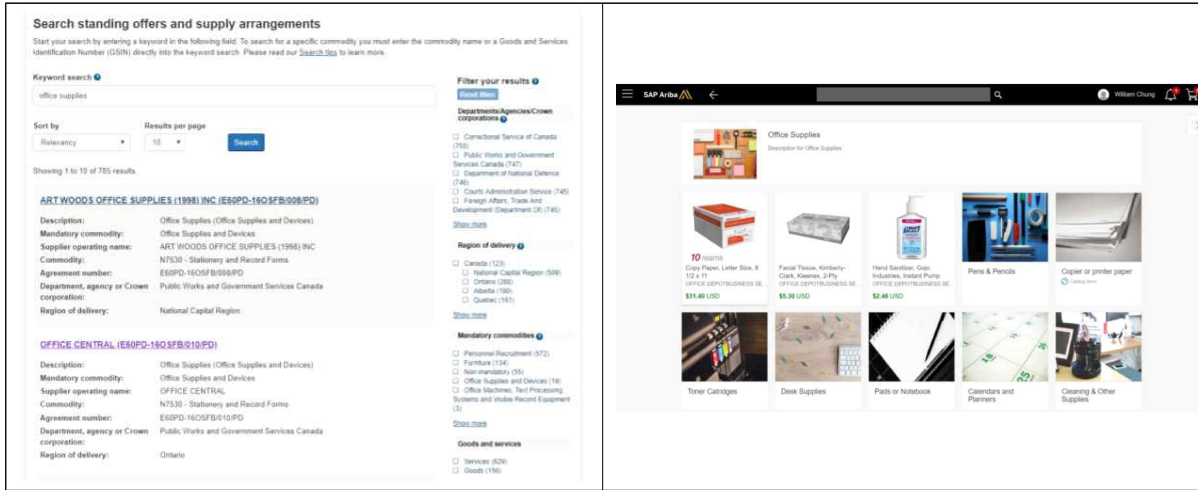 Search standing offers and supply arrangements
Start your search by entering a keyword in the following field. To search for a specific commodity you must enter the commodity name or a Goods and Services
Identification Number (GSIN) directly into the keyword search. Please read our Search tips to learn more.
Keyword search
office supplies
Sort by
Results per page
Relevancy
10
Search
Showing 1 to 10 of 785 results.
ART WOODS OFFICE SUPPLIES (1998) INC (E60PD-16OSFB/008/PD)
Description: Office Supplies (Office Supplies and Devices)
Mandatory commodity: Office Supplies and Devices
Supplier operating name: ART WOODS OFFICE SUPPLIES (1956) INC
Commodity: N7530 - Stationery and Record Forms
Agreement number: E60PD-16OSFB/008/PD
Department, agency or Crown Public Works and Government Services Canada
corporation:
Region of delivery: National Capital Region
OFFICE CENTRAL (E60PD-16OSFB/010/PD)
Description: Office Supplies (Office Supplies and Devices)
Mandatory commodity: Office Supplies and Devices
Supplier operating name: OFFICE CENTRAL
Commodity: N7530 - Stationery and Record Forms
Agreement number: E60PD-16OSFB/010/PD
Department, agency or Crown Public Works and Government Services Canada
corporation:
Region of delivery: Ontario
Filter your results
Reset filters
Departments/Agencies/Crown
corporations
Correctional Service of Canada
(756)
Public Works and Government
Services Canada (747)
Department of National Defence
(746)
Courts Administration Service (745)
Foreign Affairs, Trade And
Development (Department Of) (745)
Show more
Region of delivery
Canada (123)
National Capital Region (509)
Ontario (288)
Alberta (180)
Quebec (161)
Show more
Mandatory commodities
Personnel Recruitment (572)
Furniture (134)
Non-mandatory (35)
Office Supplies and Devices (18)
Office Machines, Text Processing
Systems and Visible Record Equipment
(3)
Show more
Goods and services
Services (629)
Goods (156)
SAP Ariba
William Chung
Office Supplies
Description for Office Supplies
10 reams
Copy Paper, Letter Size, 8
1/2 x 11
OFFICE DEPOTBUSINESS SE...
$31.40 USD
Facial Tissue, Kimberly-
Clark, Kleenex, 2-Ply
OFFICE DEPOTBUSINESS SE...
$5.30 USD
Purell
Hand Sanitizer, Gojo
Industries, Instant Pump
OFFICE DEPOTBUSINESS SE...
$2.46 USD
Pens & Pencils
Copier or printer paper
Catalog Items
Toner Catridges
Desk Supplies
Pads or Notebook
Calendars and
Planners
Cleaning & Other
Supplies